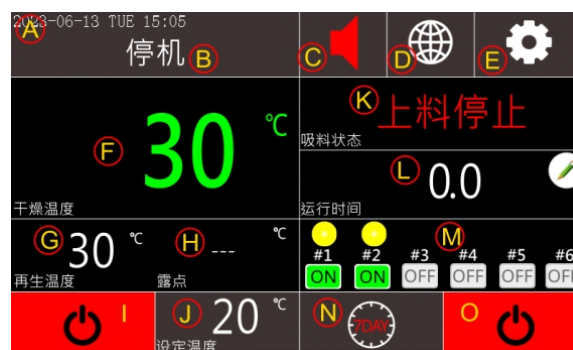 2023-06-13 TUE 15:05
A
停机 B
C
D
E
F 30 ℃
干燥温度
K 上料停止
吸料状态
L 0.0
运行时间
G 30 ℃
再生温度
H --- ℃
露点
M
#1 #2 #3 #4 #5 #6
ON ON OFF OFF OFF OFF
I
J 20 ℃
设定温度
N 7DAY
O